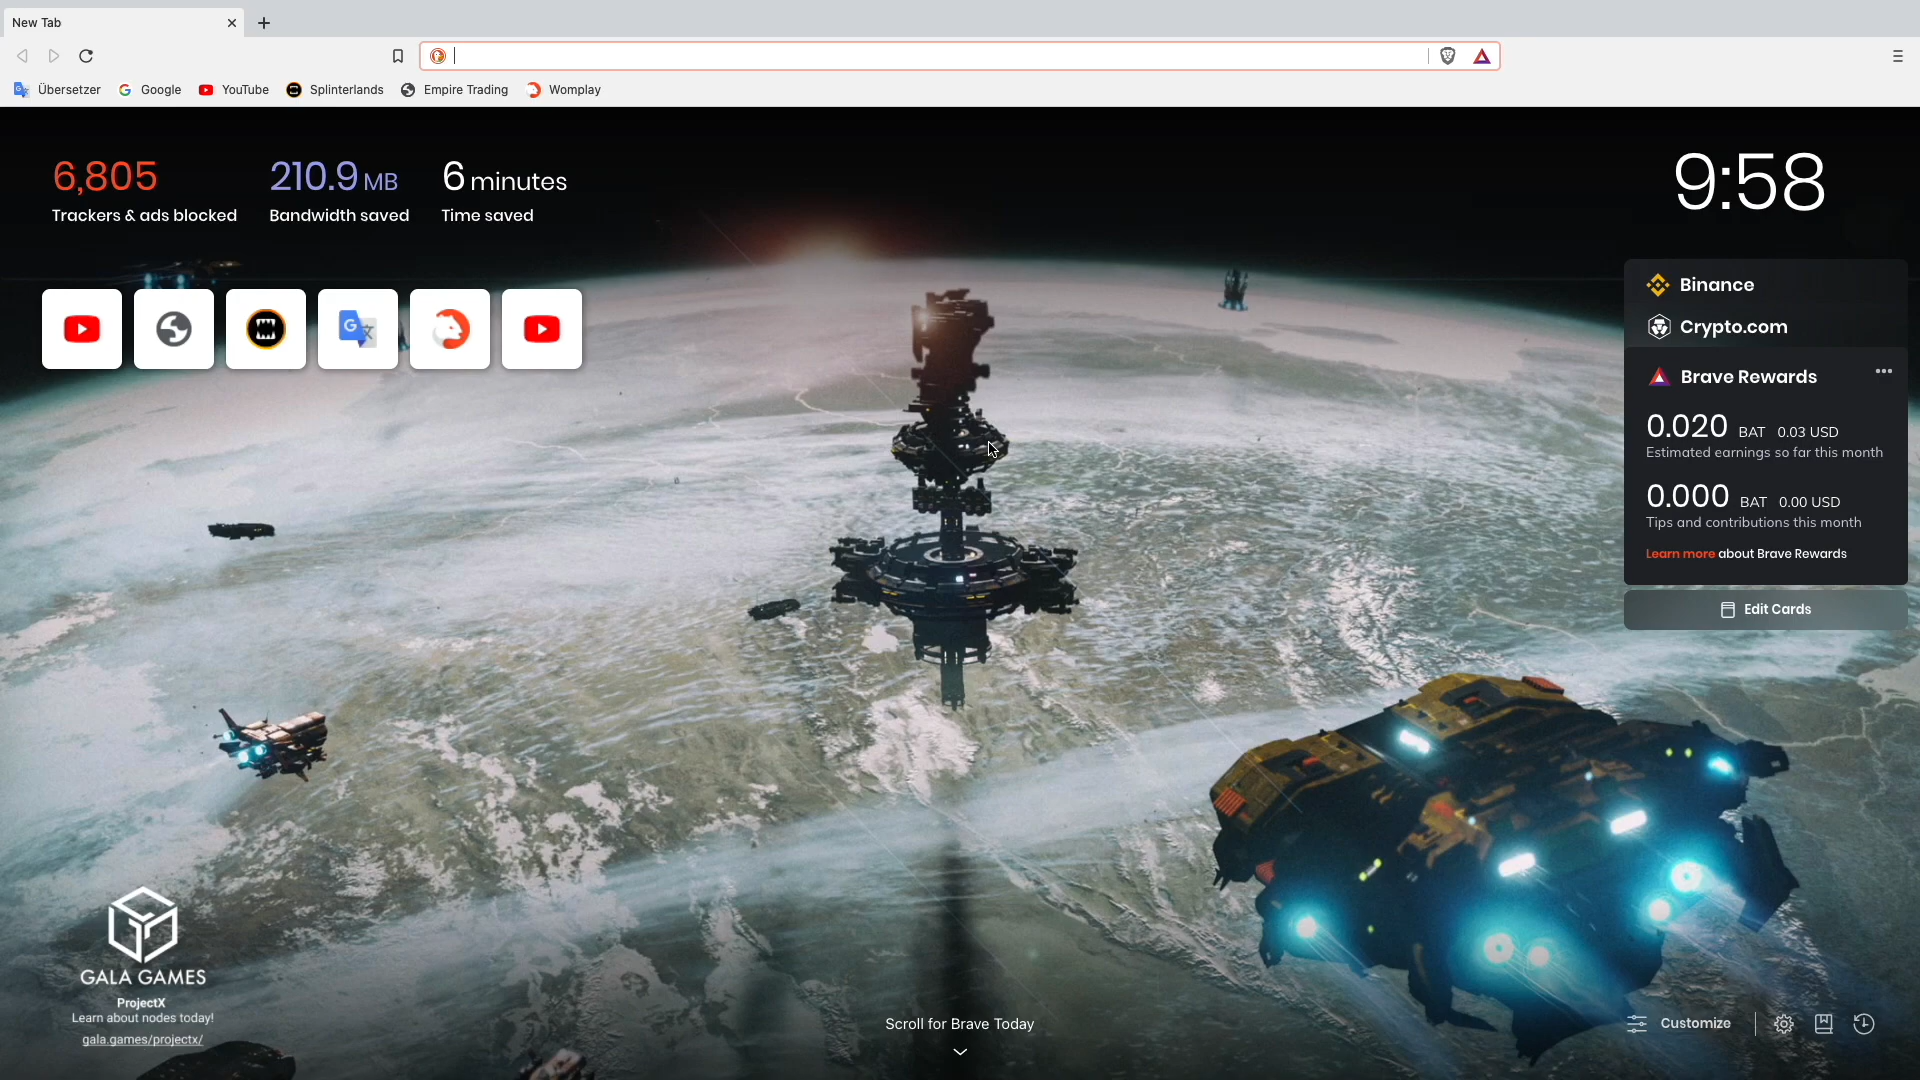 New Tab
Übersetzer
Google
YouTube
Splinterlands
Empire Trading
Womplay
6,805
Trackers & ads blocked
210.9 MB
Bandwidth saved
6 minutes
Time saved
9:58
Binance
Crypto.com
Brave Rewards
0.020 BAT 0.03 USD
Estimated earnings so far this month
0.000 BAT 0.00 USD
Tips and contributions this month
Learn more about Brave Rewards
Edit Cards
GALA GAMES
ProjectX
Learn about nodes today!
gala.games/projectx/
Scroll for Brave Today
Customize